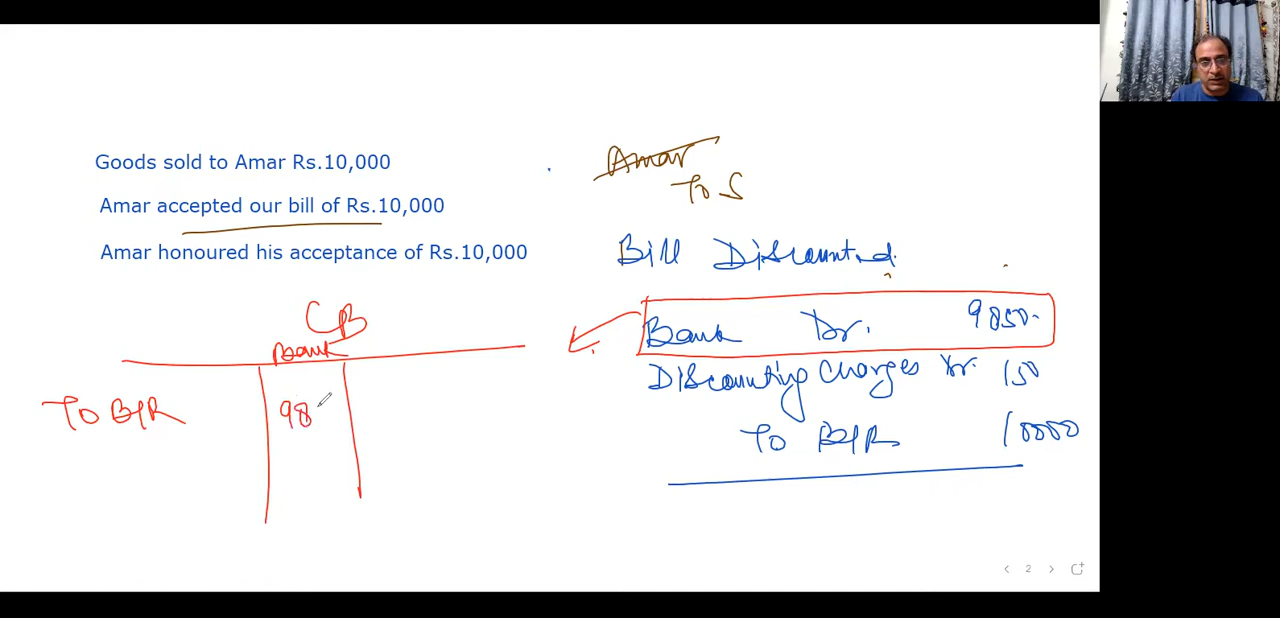 Goods sold to Amar Rs.10,000
Amar accepted our bill of Rs.10,000
Amar honoured his acceptance of Rs.10,000
Amar
To S
Bill Discounted.
Bank Dr. 9850-
Discounting Charges Dr. 150
To B/R 10000
CB
Bank
To B/R 98
2